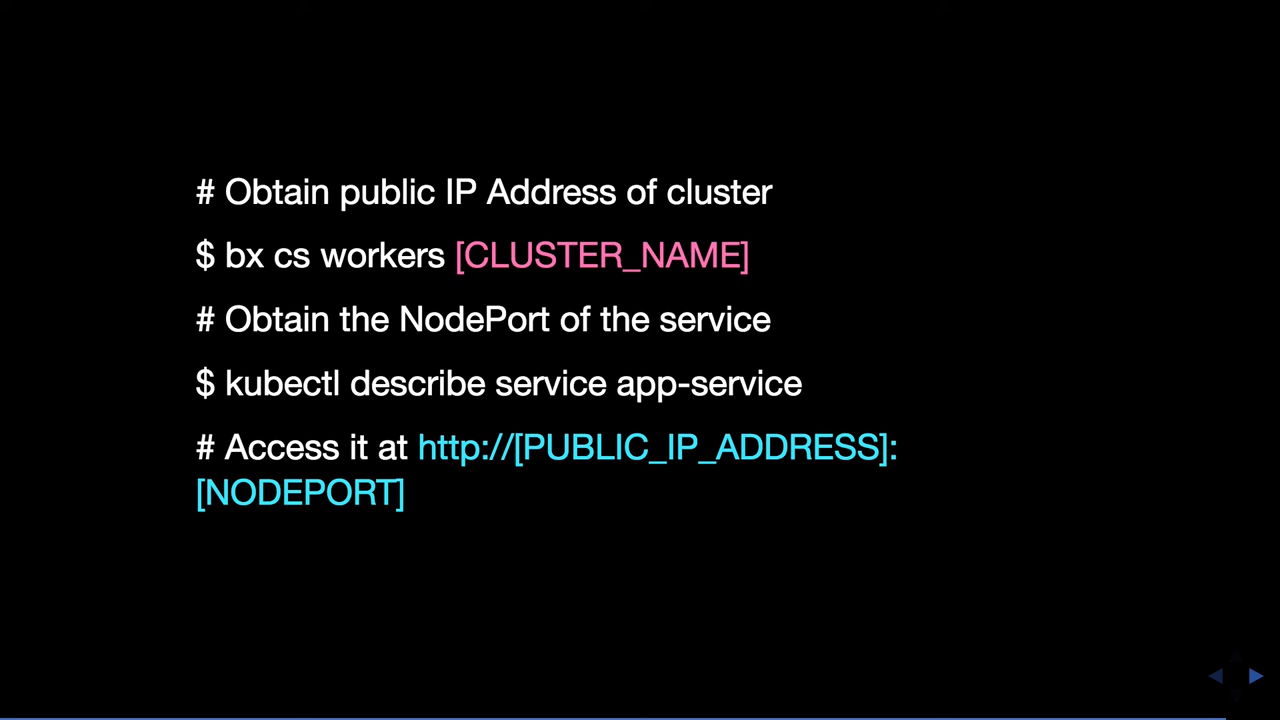 # Obtain public IP Address of cluster
$ bx cs workers [CLUSTER_NAME]
# Obtain the NodePort of the service
$ kubectl describe service app-service
# Access it at http://[PUBLIC_IP_ADDRESS]:
[NODEPORT]